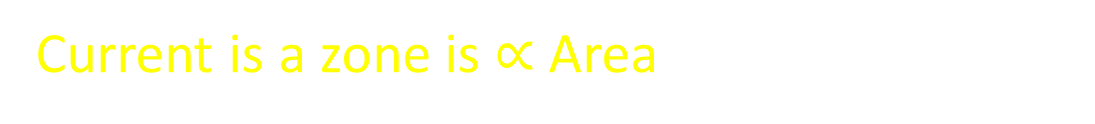 Current is a zone is ∝ Area